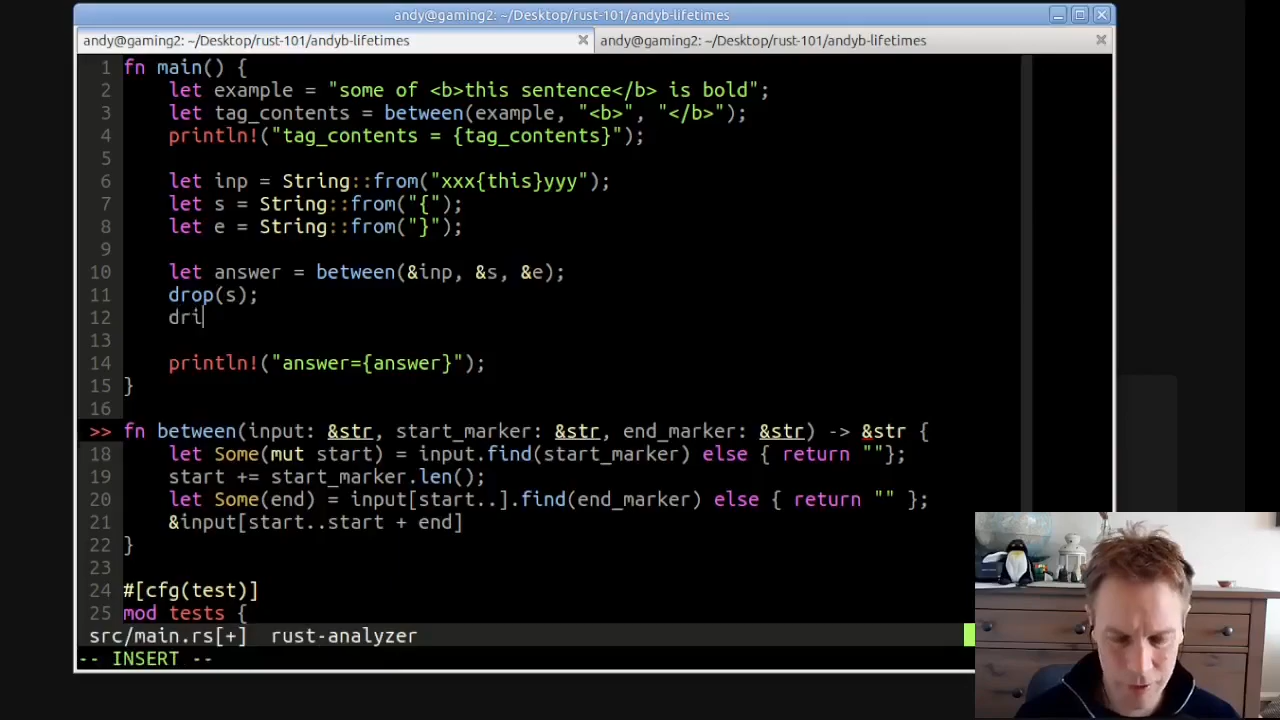 andy@gaming2: ~/Desktop/rust-101/andyb-lifetimes
andy@gaming2: ~/Desktop/rust-101/andyb-lifetimes andy@gaming2: ~/Desktop/rust-101/andyb-lifetimes
1 fn main() {
2 let example = "some of <b>this sentence</b> is bold";
3 let tag_contents = between(example, "<b>", "</b>");
4 println!("tag_contents = {tag_contents}");
5
6 let inp = String::from("xxx{this}yyy");
7 let s = String::from("{");
8 let e = String::from("}");
9
10 let answer = between(&inp, &s, &e);
11 drop(s);
12 dri
13
14 println!("answer={answer}");
15 }
16
>> fn between(input: &str, start_marker: &str, end_marker: &str) -> &str {
18 let Some(mut start) = input.find(start_marker) else { return ""};
19 start += start_marker.len();
20 let Some(end) = input[start..].find(end_marker) else { return "" };
21 &input[start..start + end]
22 }
23
24 #[cfg(test)]
25 mod tests {
src/main.rs[+] rust-analyzer
-- INSERT --